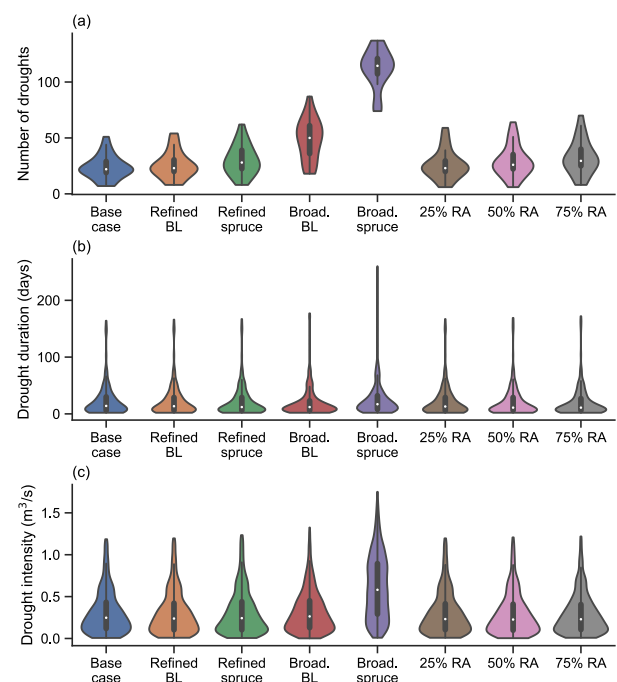 (a)
Number of droughts
100
50
0
Base case
Refined BL
Refined spruce
Broad. BL
Broad. spruce
25% RA
50% RA
75% RA
(b)
Drought duration (days)
200
100
0
Base case
Refined BL
Refined spruce
Broad. BL
Broad. spruce
25% RA
50% RA
75% RA
(c)
Drought intensity (m³/s)
1.5
1.0
0.5
0.0
Base case
Refined BL
Refined spruce
Broad. BL
Broad. spruce
25% RA
50% RA
75% RA